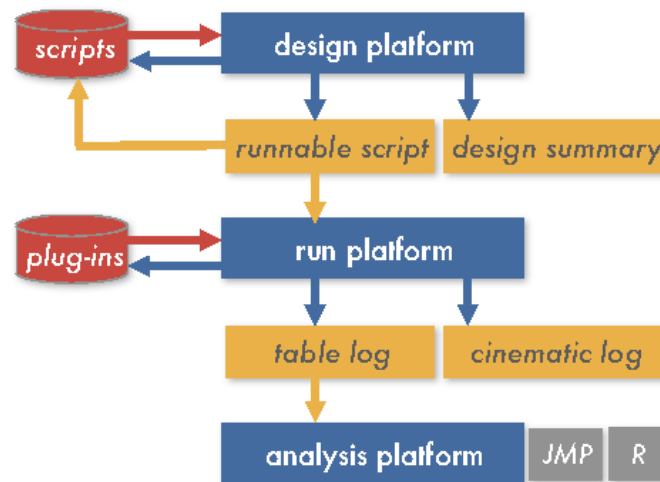 scripts
design platform
runnable script
design summary
plug-ins
run platform
table log
cinematic log
analysis platform
JMP
R